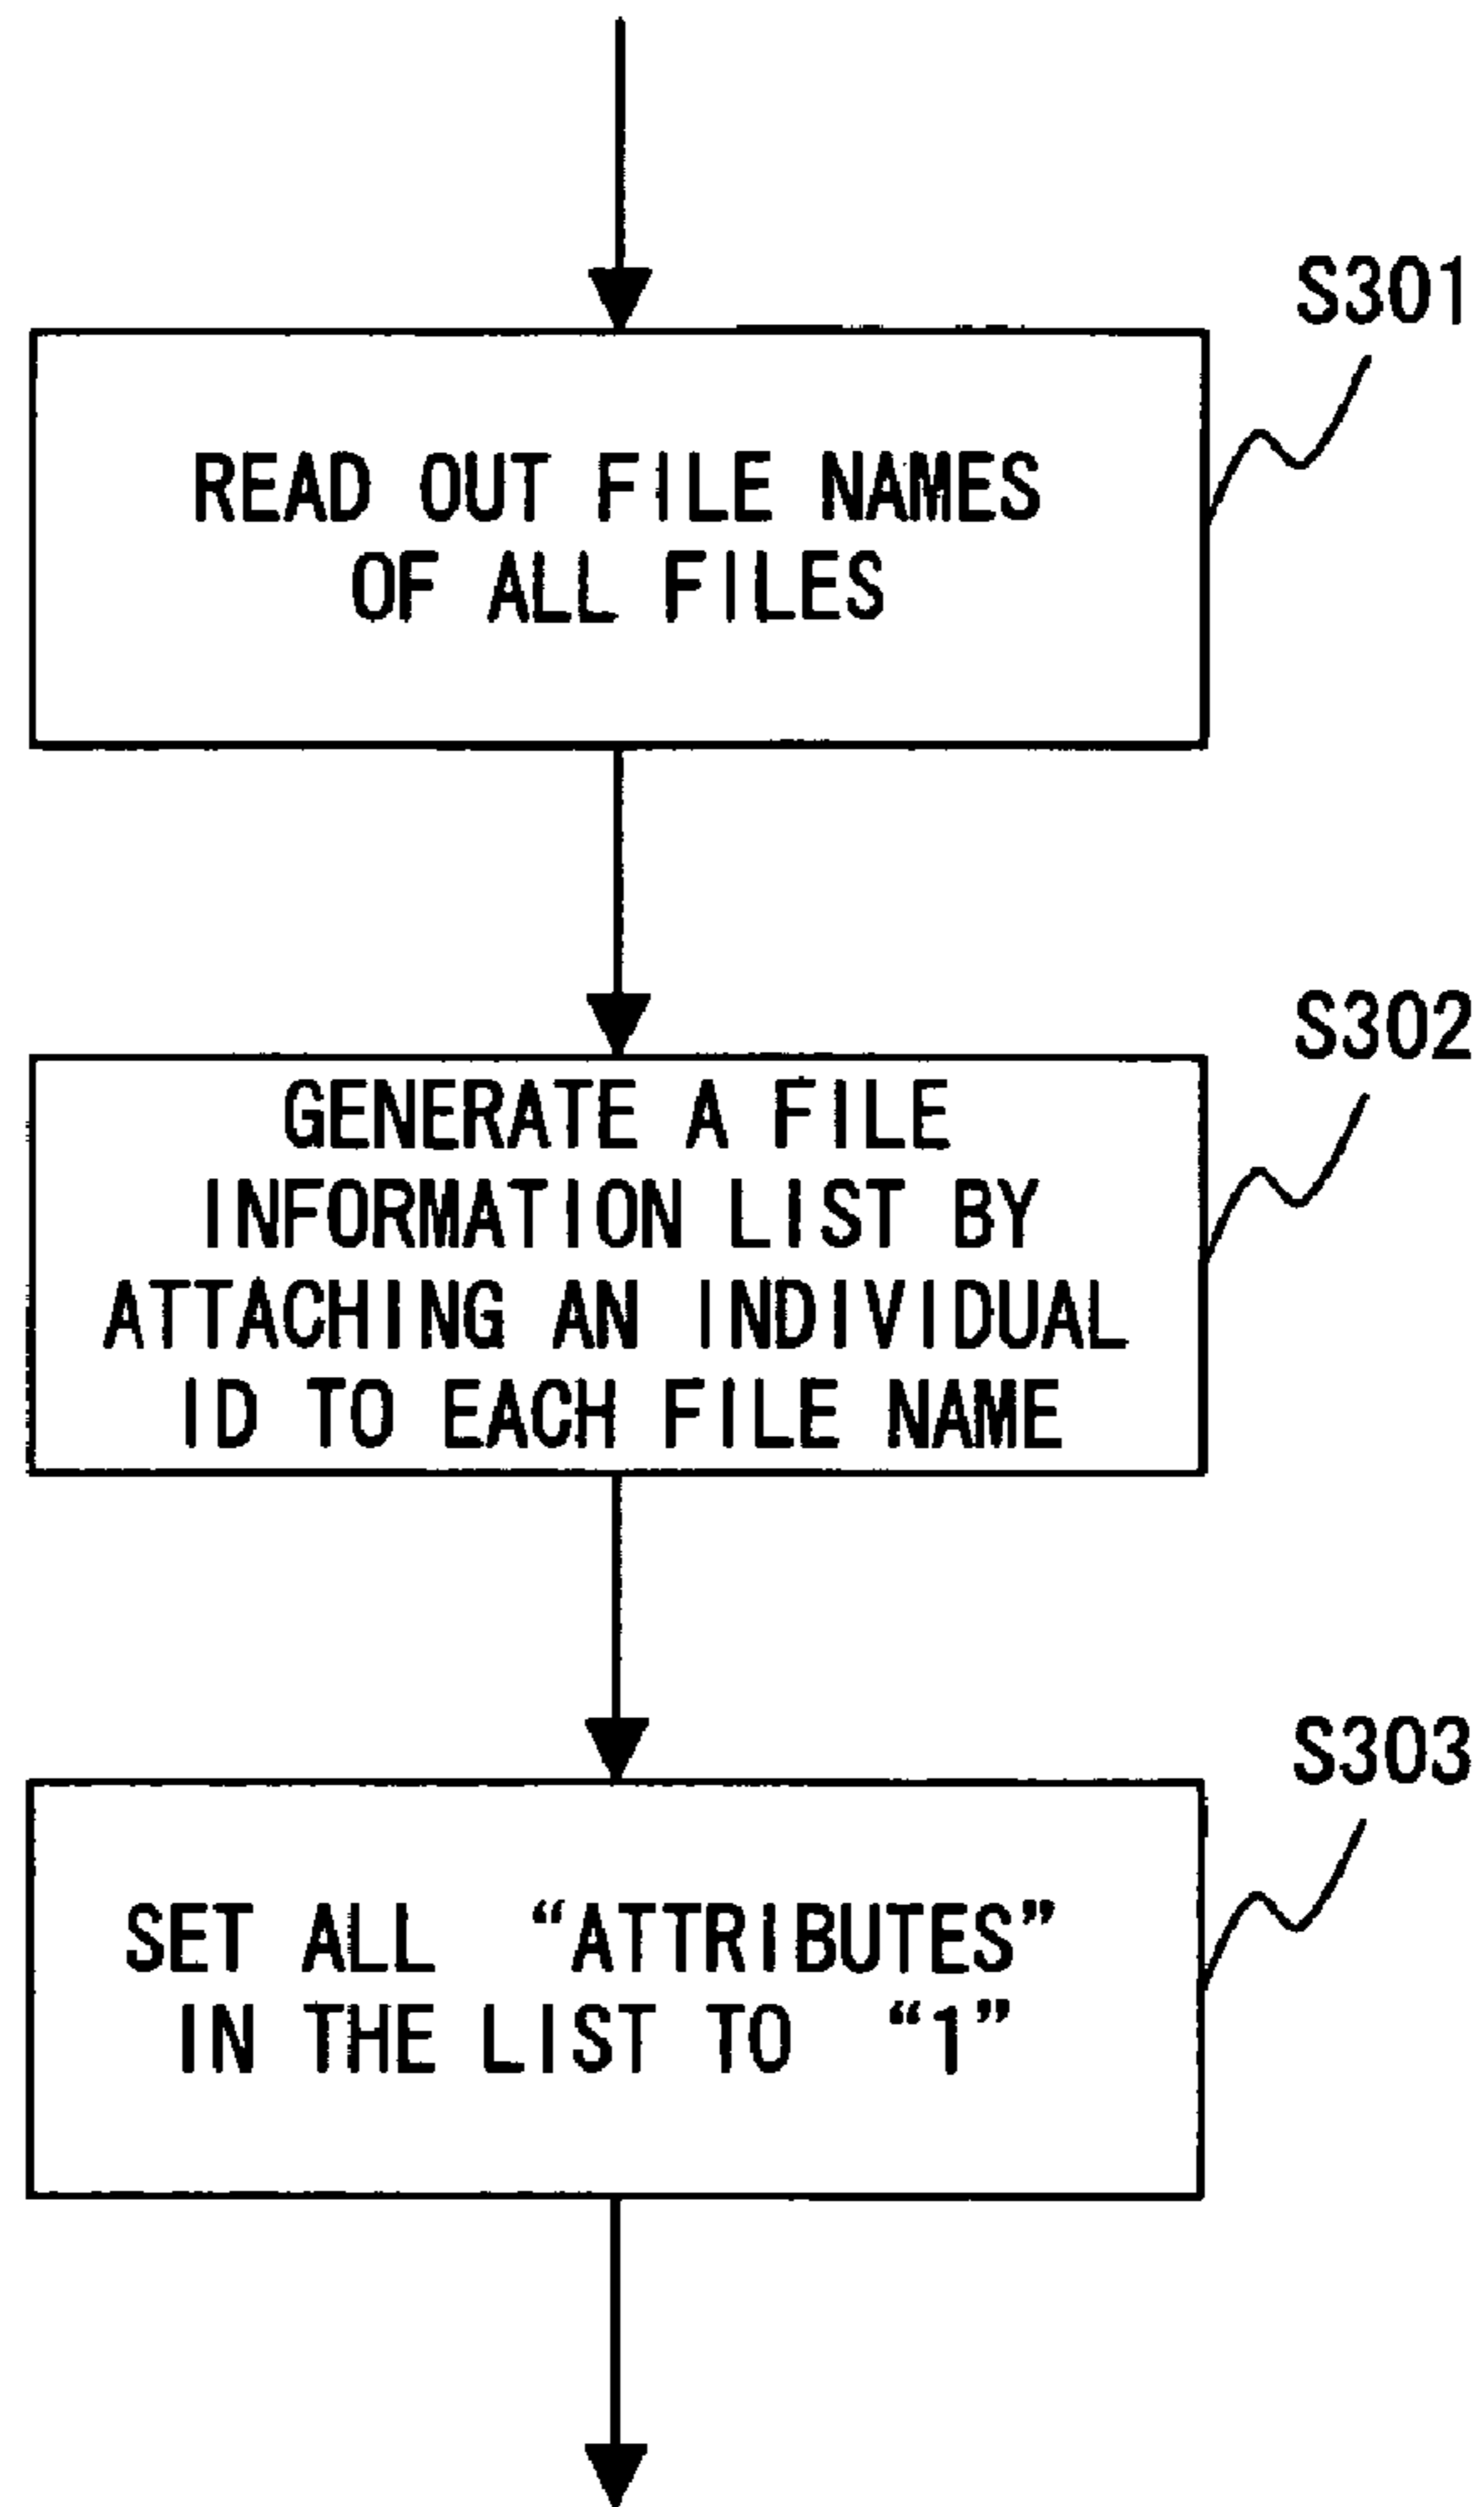 S301
READ OUT FILE NAMES
OF ALL FILES
S302
GENERATE A FILE
INFORMATION LIST BY
ATTACHING AN INDIVIDUAL
ID TO EACH FILE NAME
S303
SET ALL “ATTRIBUTES”
IN THE LIST TO “1”